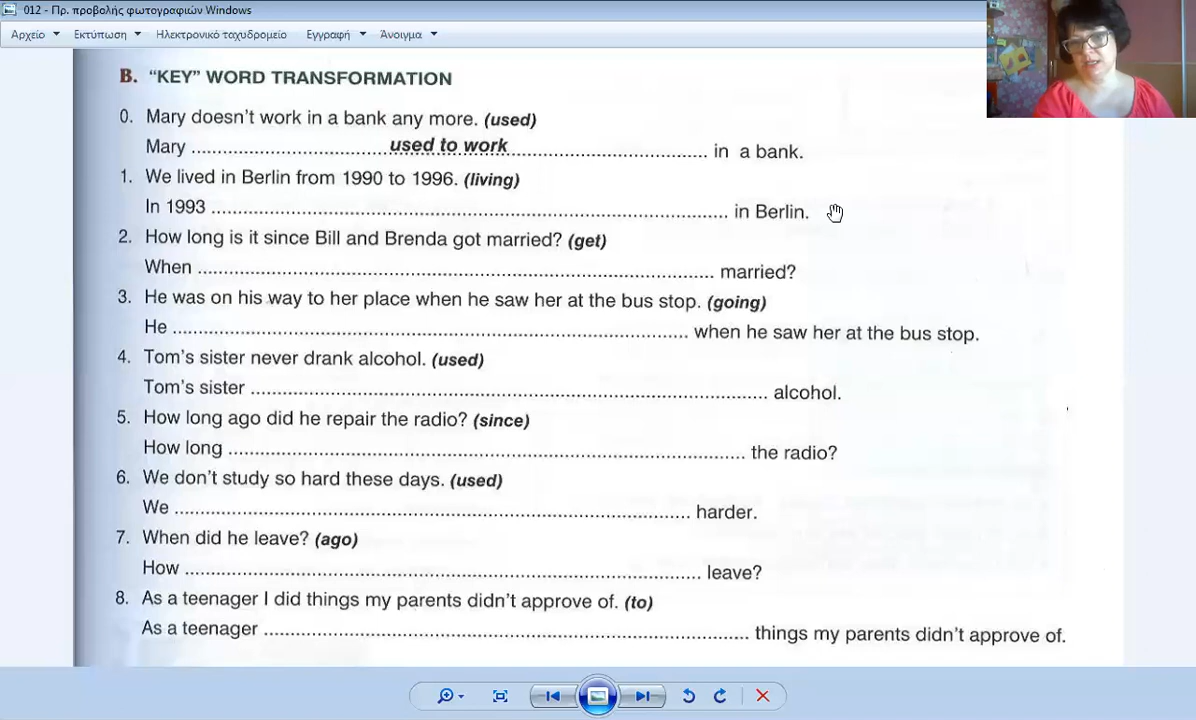 012 - Πρ. προβολής φωτογραφιών Windows
Αρχείο Εκτύπωση Ηλεκτρονικό ταχυδρομείο Εγγραφή Άνοιγμα
B. “KEY” WORD TRANSFORMATION
0. Mary doesn’t work in a bank any more. (used)
Mary ........ used to work ........ in a bank.
1. We lived in Berlin from 1990 to 1996. (living)
In 1993 ........ in Berlin.
2. How long is it since Bill and Brenda got married? (get)
When ........ married?
3. He was on his way to her place when he saw her at the bus stop. (going)
He ........ when he saw her at the bus stop.
4. Tom’s sister never drank alcohol. (used)
Tom’s sister ........ alcohol.
5. How long ago did he repair the radio? (since)
How long ........ the radio?
6. We don’t study so hard these days. (used)
We ........ harder.
7. When did he leave? (ago)
How ........ leave?
8. As a teenager I did things my parents didn’t approve of. (to)
As a teenager ........ things my parents didn’t approve of.